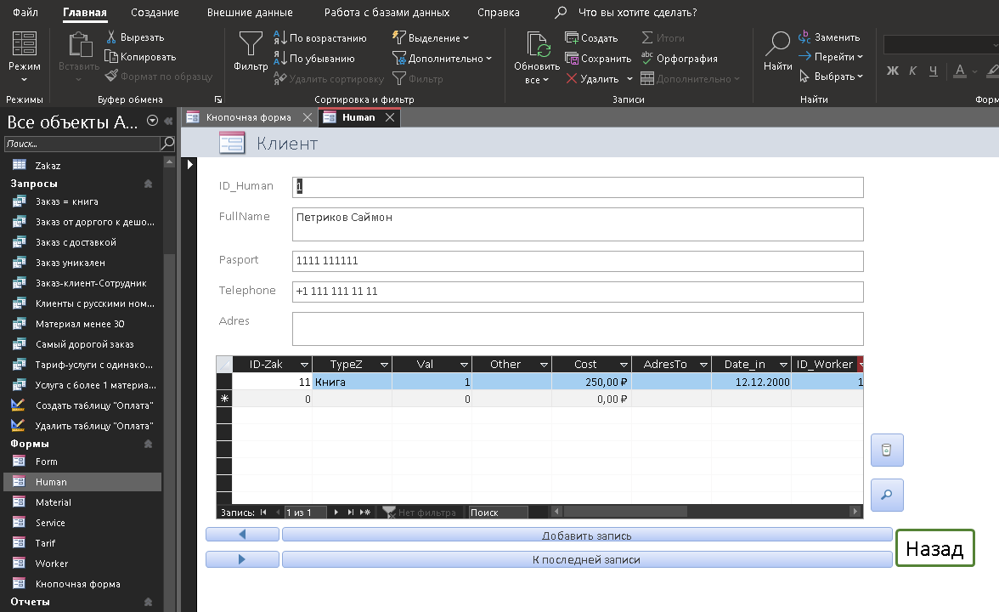 Файл Главная Создание Внешние данные Работа с базами данных Справка Что вы хотите сделать?
Режим
Режимы
Вставить
Вырезать
Копировать
Формат по образцу
Буфер обмена
Фильтр
По возрастанию
По убыванию
Удалить сортировку
Выделение
Дополнительно
Фильтр
Сортировка и фильтр
Обновить
все
Создать
Сохранить
Удалить
Итоги
Орфография
Дополнительно
Записи
Найти
Заменить
Перейти
Выбрать
Найти
Ж К Ч А
Все объекты A...
Поиск...
Zakaz
Запросы
Заказ = книга
Заказ от доргого к дешо...
Заказ с доставкой
Заказ уникален
Заказ-клиент-Сотрудник
Клиенты с русскими ном...
Материал менее 30
Самый дорогой заказ
Тариф-услуги с одинако...
Услуга с более 1 материа...
Создать таблицу "Оплата"
Удалить таблицу "Оплата"
Формы
Form
Human
Material
Service
Tarif
Worker
Кнопочная форма
Отчеты
Кнопочная форма Human
Клиент
ID_Human 1
FullName Петриков Саймон
Pasport 1111 111111
Telephone +1 111 111 11 11
Adres
ID-Zak TypeZ Val Other Cost AdresTo Date_in ID_Worker
11 Книга 1 250,00 ₽ 12.12.2000 1
0 0 0,00 ₽
Запись: 1 из 1 Нет фильтра Поиск
Добавить запись
К последней записи
Назад